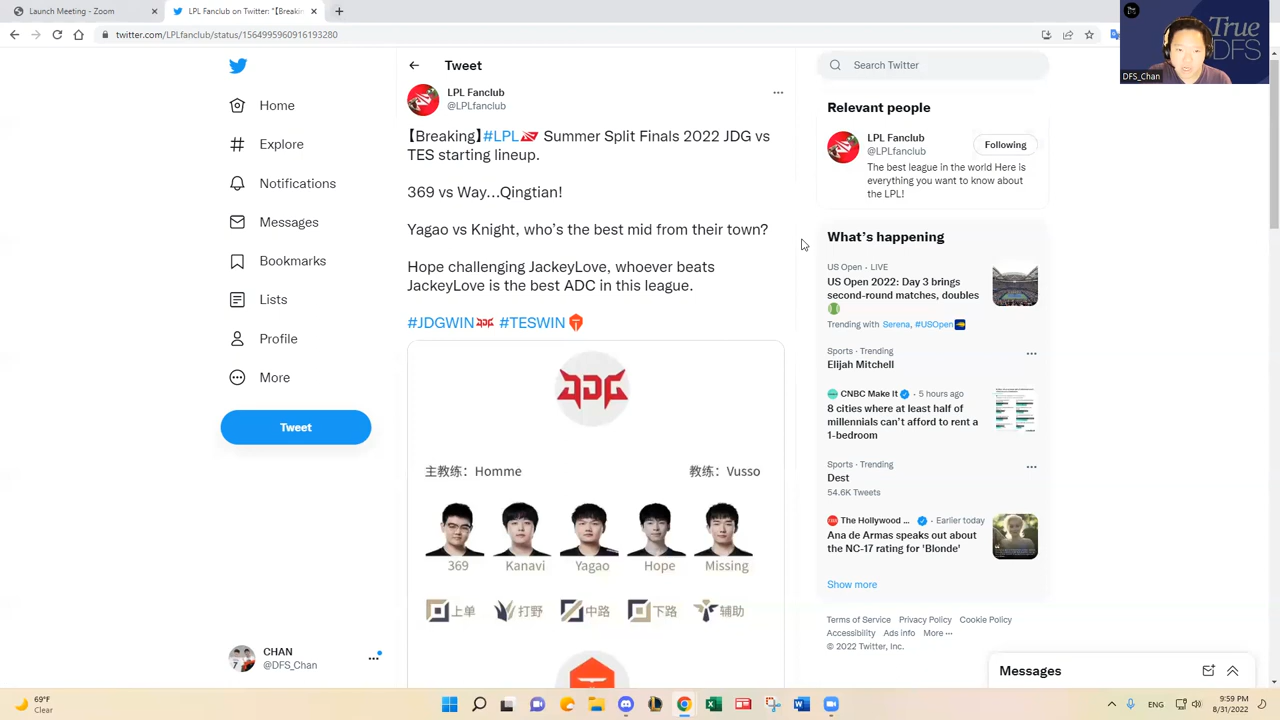 Launch Meeting - Zoom
LPL Fanclub on Twitter: "【Breaki
twitter.com/LPLfanclub/status/1564995960916193280
True
DFS
DFS_Chan
Home
Explore
Notifications
Messages
Bookmarks
Lists
Profile
More
Tweet
CHAN
@DFS_Chan
Tweet
LPL Fanclub
@LPLfanclub
【Breaking】#LPL Summer Split Finals 2022 JDG vs
TES starting lineup.
369 vs Way...Qingtian!
Yagao vs Knight, who's the best mid from their town?
Hope challenging JackeyLove, whoever beats
JackeyLove is the best ADC in this league.
#JDGWIN #TESWIN
JDG
主教练：Homme 教练：Vusso
369 Kanavi Yagao Hope Missing
上单 打野 中路 下路 辅助
Search Twitter
Relevant people
LPL Fanclub
@LPLfanclub
Following
The best league in the world Here is
everything you want to know about
the LPL!
What's happening
US Open · LIVE
US Open 2022: Day 3 brings
second-round matches, doubles
Trending with Serena, #USOpen
Sports · Trending
Elijah Mitchell
CNBC Make It · 5 hours ago
8 cities where at least half of
millennials can't afford to rent a
1-bedroom
Sports · Trending
Dest
54.6K Tweets
The Hollywood ... · Earlier today
Ana de Armas speaks out about
the NC-17 rating for 'Blonde'
Show more
Terms of Service Privacy Policy Cookie Policy
Accessibility Ads info More ···
© 2022 Twitter, Inc.
Messages
69°F
Clear
ENG
9:59 PM
8/31/2022